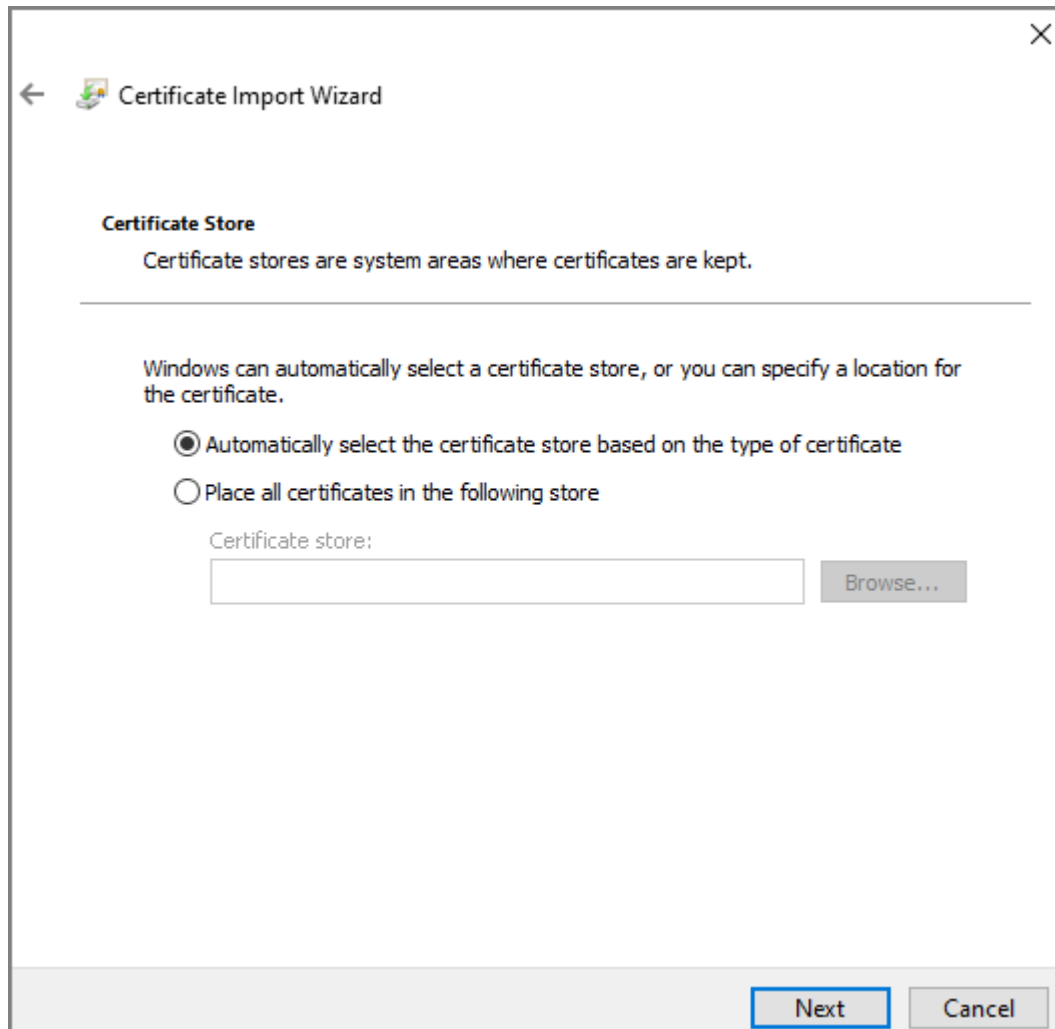 Certificate Import Wizard
Certificate Store
Certificate stores are system areas where certificates are kept.
Windows can automatically select a certificate store, or you can specify a location for
the certificate.
Automatically select the certificate store based on the type of certificate
Place all certificates in the following store
Certificate store:
Browse...
Next
Cancel